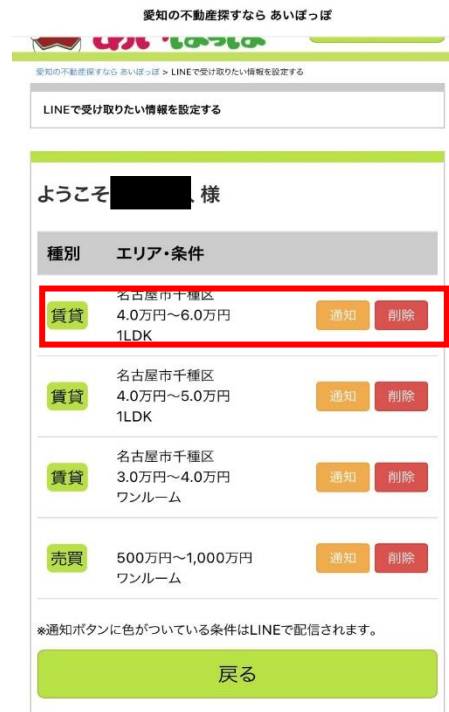 愛知の不動産探すなら あいぽっぽ
愛知の不動産探すなら あいぽっぽ > LINEで受け取りたい情報を設定する
LINEで受け取りたい情報を設定する
ようこそ 様
種別 エリア・条件
名古屋市千種区
賃貸 4.0万円～6.0万円 通知 削除
1LDK
名古屋市千種区
賃貸 4.0万円～5.0万円 通知 削除
1LDK
名古屋市千種区
賃貸 3.0万円～4.0万円 通知 削除
ワンルーム
売買 500万円～1,000万円 通知 削除
ワンルーム
※通知ボタンに色がついている条件はLINEで配信されます。
戻る